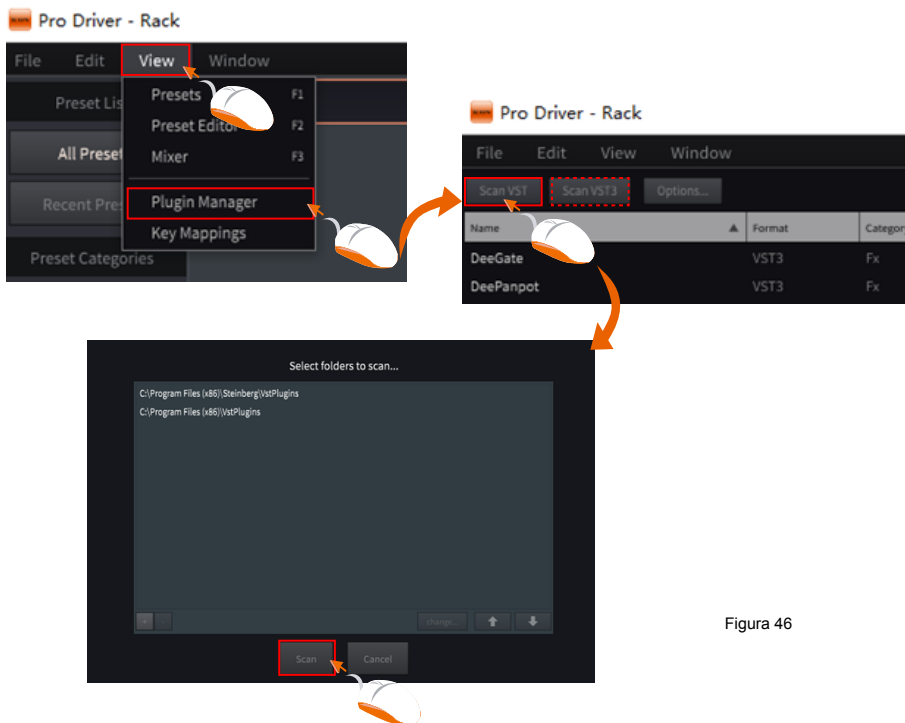 Pro Driver - Rack
File Edit View Window
Preset Lis
Presets F1
Preset Editor F2
All Preset
Mixer F3
Recent Pre
Plugin Manager
Key Mappings
Preset Categories
Pro Driver - Rack
File Edit View Window
Scan VST Scan VST3 Options...
Name Format Category
DeeGate VST3 Fx
DeePanpot VST3 Fx
Select folders to scan...
C:\Program Files (x86)\Steinberg\VstPlugins
C:\Program Files (x86)\VstPlugins
+ - change...
Scan Cancel
Figura 46